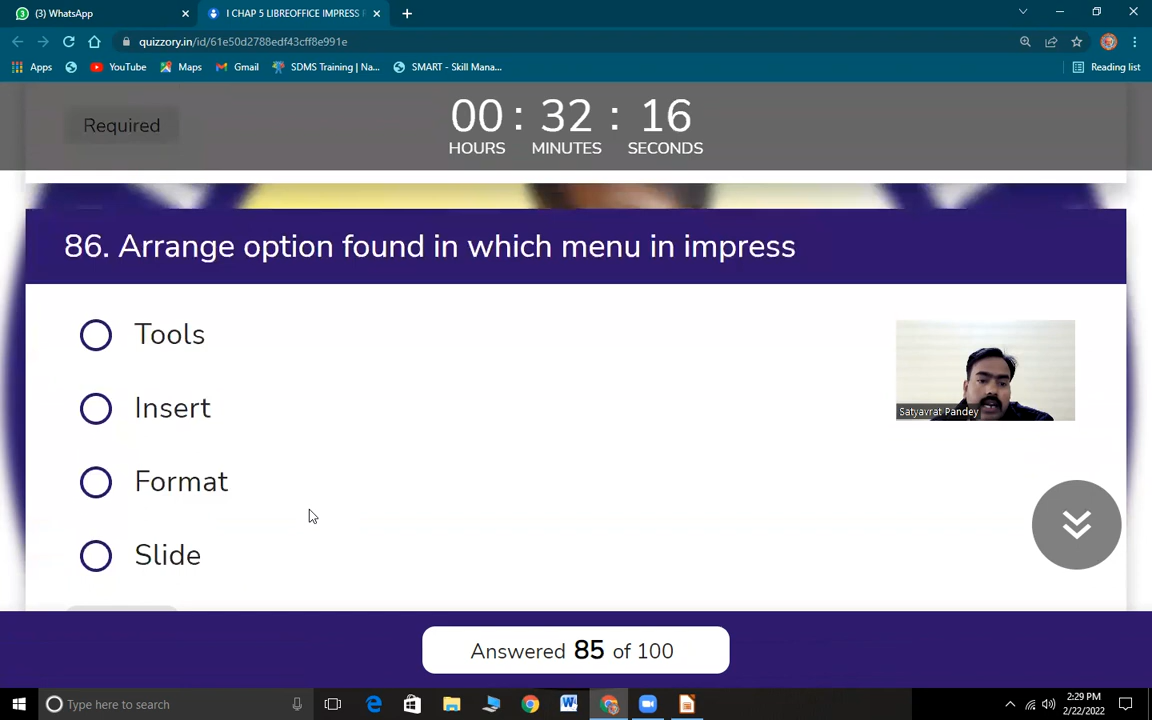 (3) WhatsApp
I CHAP 5 LIBREOFFICE IMPRESS
quizzory.in/id/61e50d2788edf43cff8e991e
Apps
YouTube
Maps
Gmail
SDMS Training | Na...
SMART - Skill Mana...
Reading list
Required
00 : 32 : 16
HOURS MINUTES SECONDS
86. Arrange option found in which menu in impress
Tools
Insert
Format
Slide
Satyavrat Pandey
Answered 85 of 100
Type here to search
2:29 PM
2/22/2022